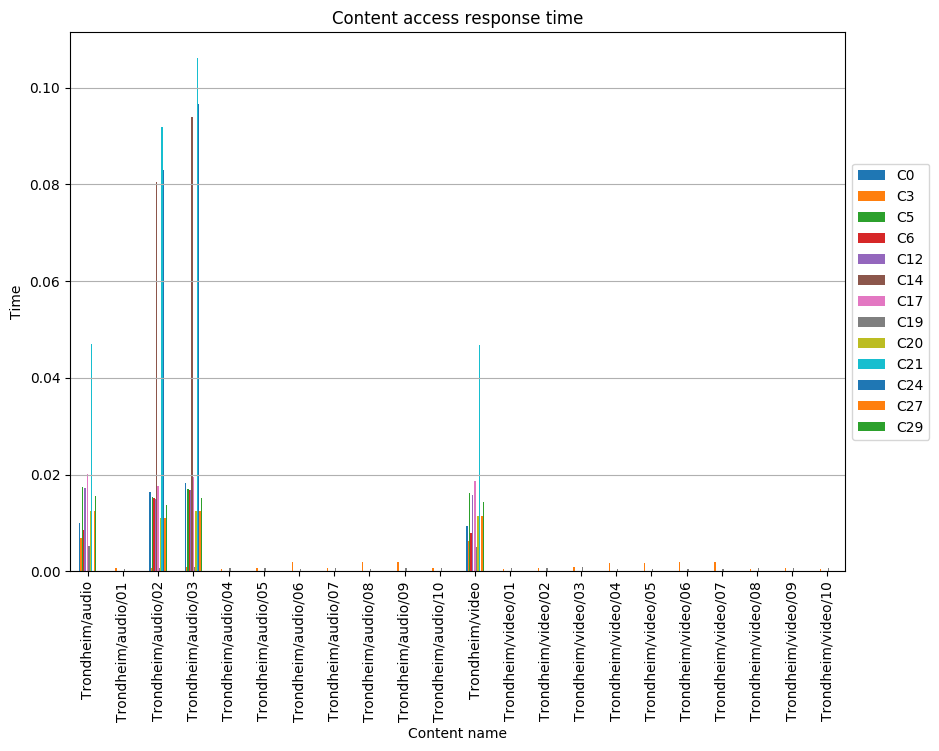 Content access response time
Time
0.10
0.08
0.06
0.04
0.02
0.00
Trondheim/audio
Trondheim/audio/01
Trondheim/audio/02
Trondheim/audio/03
Trondheim/audio/04
Trondheim/audio/05
Trondheim/audio/06
Trondheim/audio/07
Trondheim/audio/08
Trondheim/audio/09
Trondheim/audio/10
Trondheim/video
Trondheim/video/01
Trondheim/video/02
Trondheim/video/03
Trondheim/video/04
Trondheim/video/05
Trondheim/video/06
Trondheim/video/07
Trondheim/video/08
Trondheim/video/09
Trondheim/video/10
Content name
C0
C3
C5
C6
C12
C14
C17
C19
C20
C21
C24
C27
C29